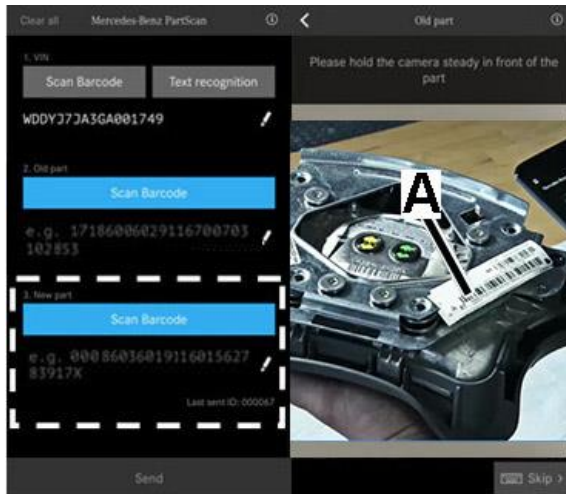 Clear all
Mercedes-Benz PartScan
1. VIN
Scan Barcode
Text recognition
WDDYJ7JA3GA001749
2. Old part
Scan Barcode
e.g. 17186006029116700703
102853
3. New part
Scan Barcode
e.g. 00086036019116015627
83917X
Last sent ID: 000067
Send
Old part
Please hold the camera steady in front of the
part
A
Skip >